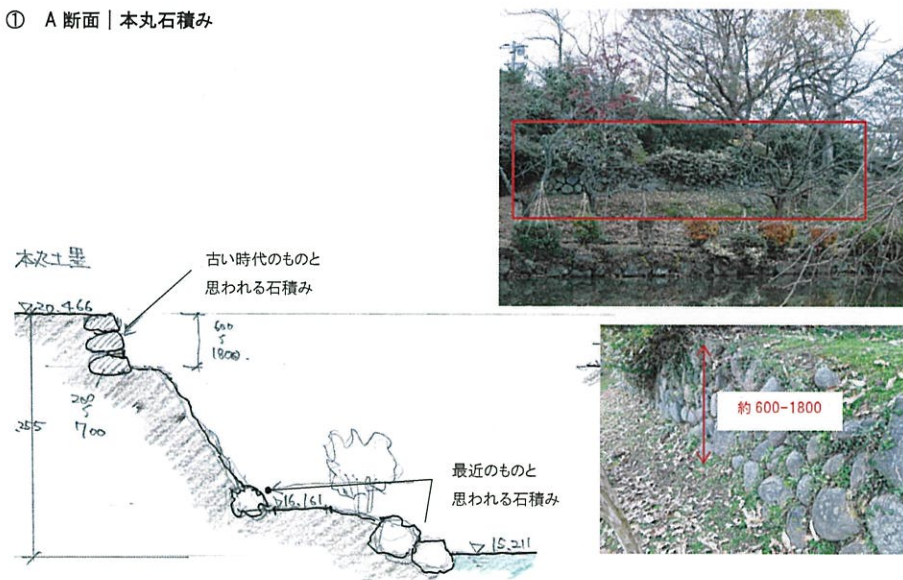 ① A 断面｜本丸石積み
本丸土塁
古い時代のものと
思われる石積み
▽20.466
600
〜
1800.
200
〜
700
255
約 600-1800
最近のものと
思われる石積み
▽16.161
▽15.211